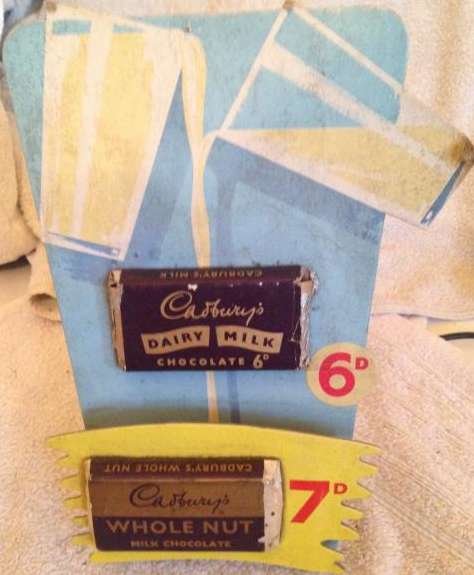 CADBURY'S MILK
Cadbury's
DAIRY MILK
CHOCOLATE 6D
6D
CADBURY'S WHOLE NUT
Cadbury's
WHOLE NUT
MILK CHOCOLATE
7D